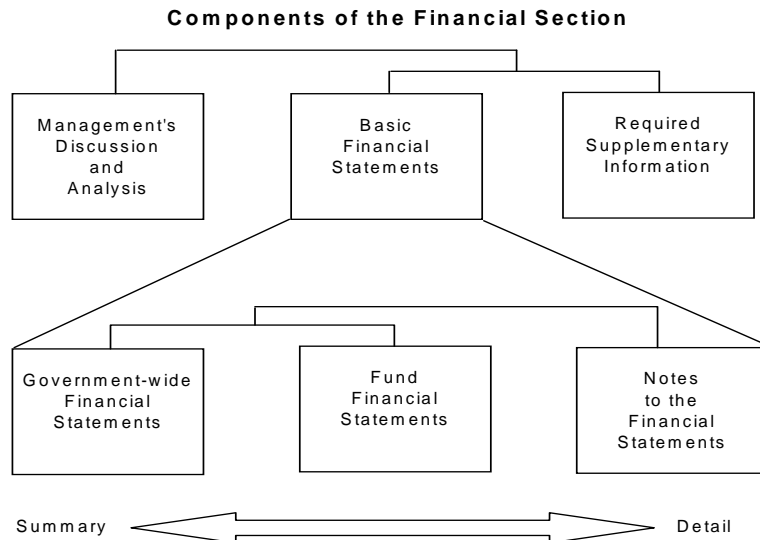 Components of the Financial Section
Management's
Discussion
and
Analysis
Basic
Financial
Statements
Required
Supplementary
Information
Government-wide
Financial
Statements
Fund
Financial
Statements
Notes
to the
Financial
Statements
Summary
Detail